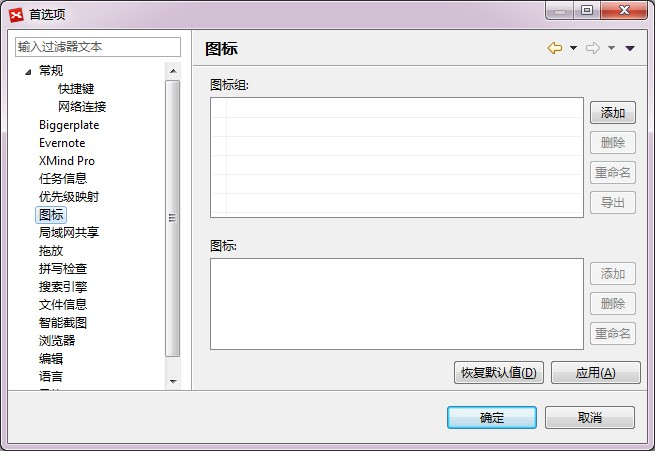 首选项
输入过滤器文本
常规
快捷键
网络连接
Biggerplate
Evernote
XMind Pro
任务信息
优先级映射
图标
局域网共享
拖放
拼写检查
搜索引擎
文件信息
智能截图
浏览器
编辑
语言
图标
图标组:
添加
删除
重命名
导出
图标:
添加
删除
重命名
恢复默认值(D)
应用(A)
确定
取消